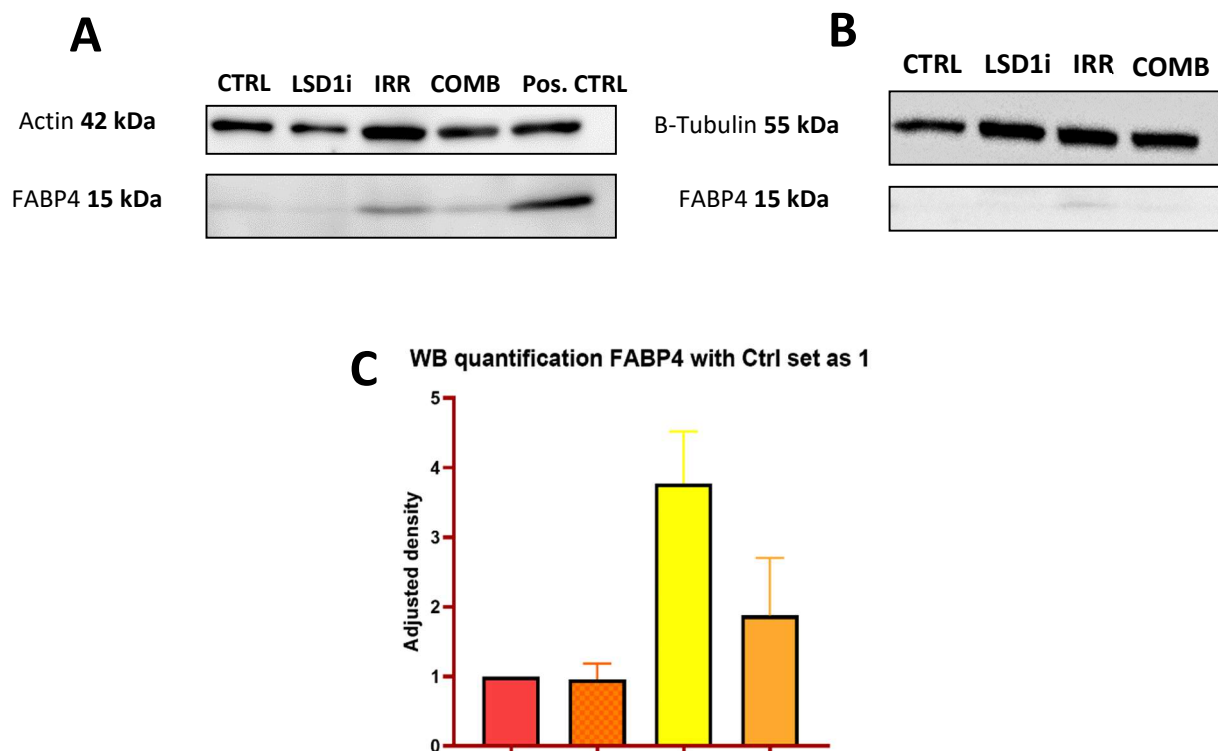 A
CTRL LSD1i IRR COMB Pos. CTRL
Actin 42 kDa
FABP4 15 kDa
B
CTRL LSD1i IRR COMB
B-Tubulin 55 kDa
FABP4 15 kDa
C
WB quantification FABP4 with Ctrl set as 1
Adjusted density
5
4
3
2
1
0